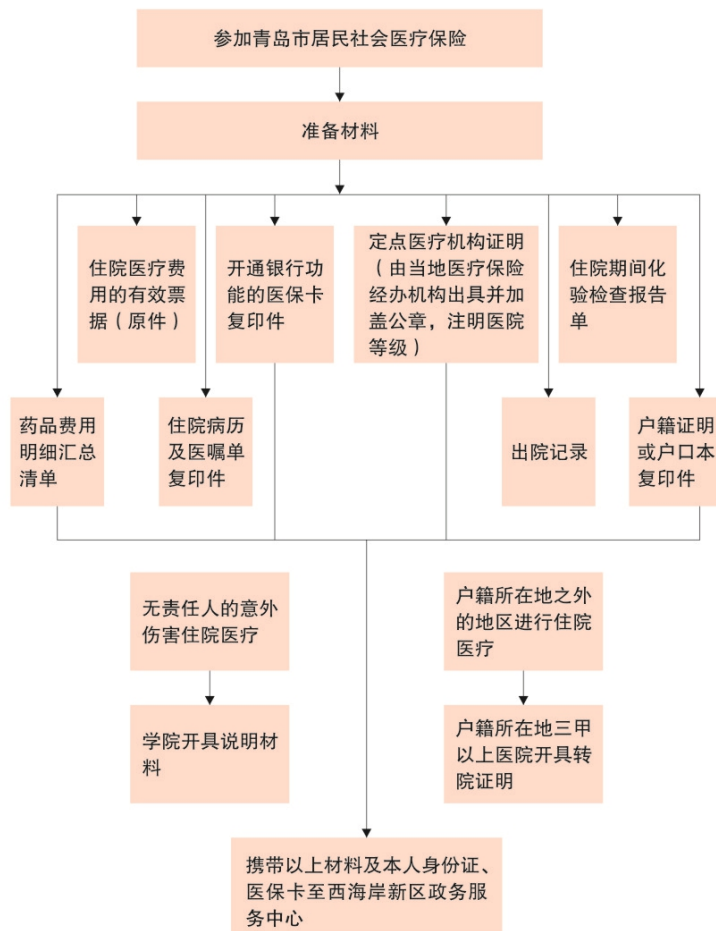 参加青岛市居民社会医疗保险
准备材料
住院医疗费
用的有效票
据（原件）
开通银行功
能的医保卡
复印件
定点医疗机构证明
（由当地医疗保险
经办机构出具并加
盖公章，注明医院
等级）
住院期间化
验检查报告
单
药品费用
明细汇总
清单
住院病历
及医嘱单
复印件
出院记录
户籍证明
或户口本
复印件
无责任人的意外
伤害住院医疗
户籍所在地之外
的地区进行住院
医疗
学院开具说明材
料
户籍所在地三甲
以上医院开具转
院证明
携带以上材料及本人身份证、
医保卡至西海岸新区政务服
务中心